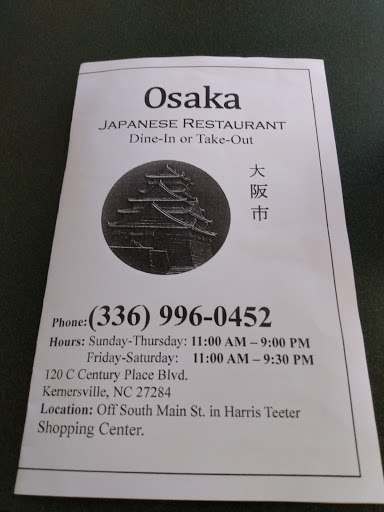 Osaka
JAPANESE RESTAURANT
Dine-In or Take-Out
大阪市
Phone: (336) 996-0452
Hours: Sunday-Thursday: 11:00 AM – 9:00 PM
Friday-Saturday: 11:00 AM – 9:30 PM
120 C Century Place Blvd.
Kernersville, NC 27284
Location: Off South Main St. in Harris Teeter
Shopping Center.